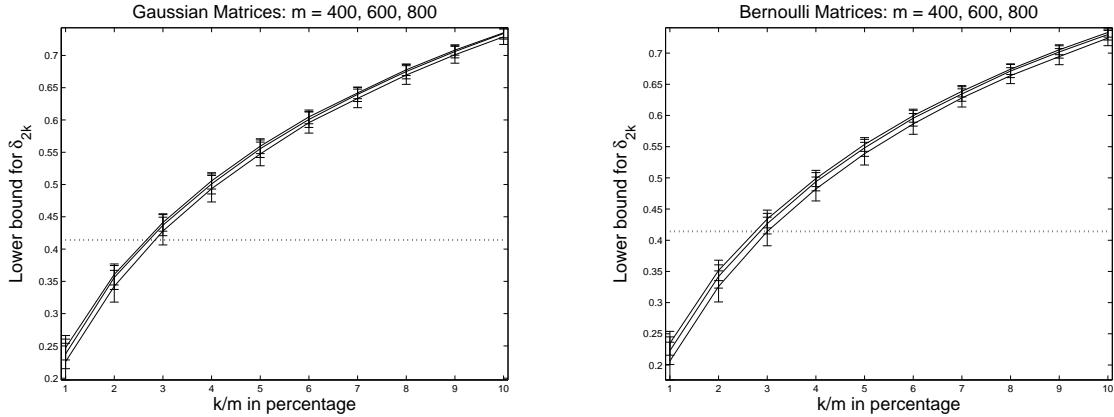 Gaussian Matrices: m = 400, 600, 800
Lower bound for δ2k
0.7
0.65
0.6
0.55
0.5
0.45
0.4
0.35
0.3
0.25
0.2
1 2 3 4 5 6 7 8 9 10
k/m in percentage
Bernoulli Matrices: m = 400, 600, 800
Lower bound for δ2k
0.7
0.65
0.6
0.55
0.5
0.45
0.4
0.35
0.3
0.25
0.2
1 2 3 4 5 6 7 8 9 10
k/m in percentage